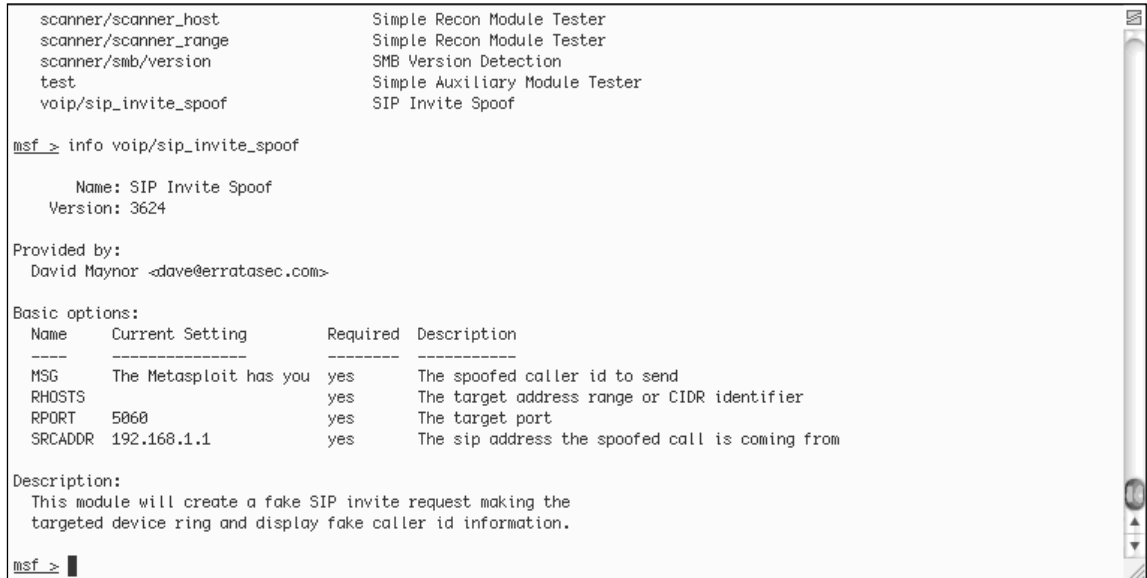 scanner/scanner_host Simple Recon Module Tester
scanner/scanner_range Simple Recon Module Tester
scanner/smb/version SMB Version Detection
test Simple Auxiliary Module Tester
voip/sip_invite_spoof SIP Invite Spoof
msf > info voip/sip_invite_spoof
Name: SIP Invite Spoof
Version: 3624
Provided by:
David Maynor <dave@erratasec.com>
Basic options:
Name Current Setting Required Description
---- --------------- -------- -----------
MSG The Metasploit has you yes The spoofed caller id to send
RHOSTS yes The target address range or CIDR identifier
RPORT 5060 yes The target port
SRCADDR 192.168.1.1 yes The sip address the spoofed call is coming from
Description:
This module will create a fake SIP invite request making the
targeted device ring and display fake caller id information.
msf >